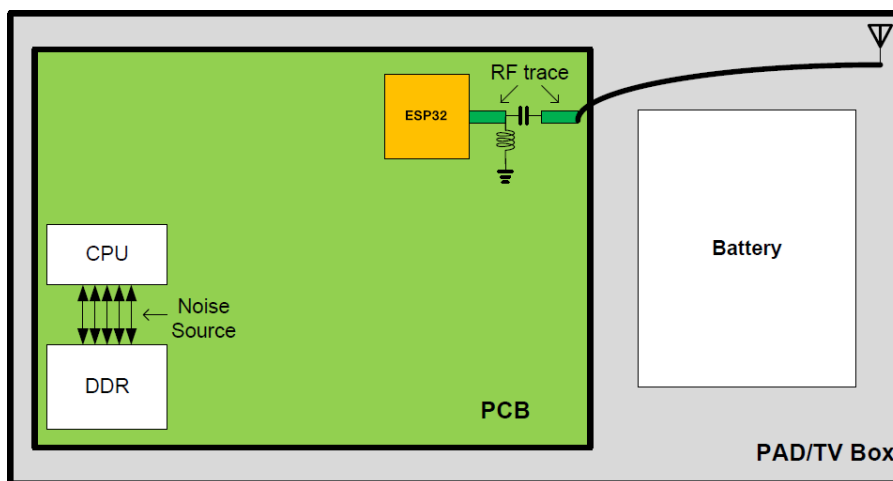 RF trace
ESP32
CPU
Noise
Source
DDR
PCB
Battery
PAD/TV Box